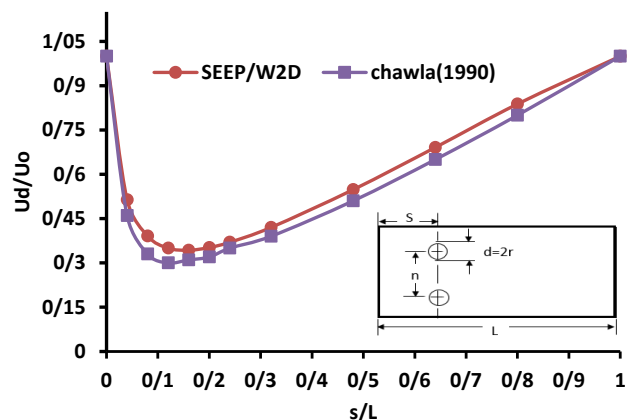 1/05
0/9
0/75
0/6
0/45
0/3
0/15
0
Ud/Uo
SEEP/W2D
chawla(1990)
S
d=2r
n
L
0 0/1 0/2 0/3 0/4 0/5 0/6 0/7 0/8 0/9 1
s/L